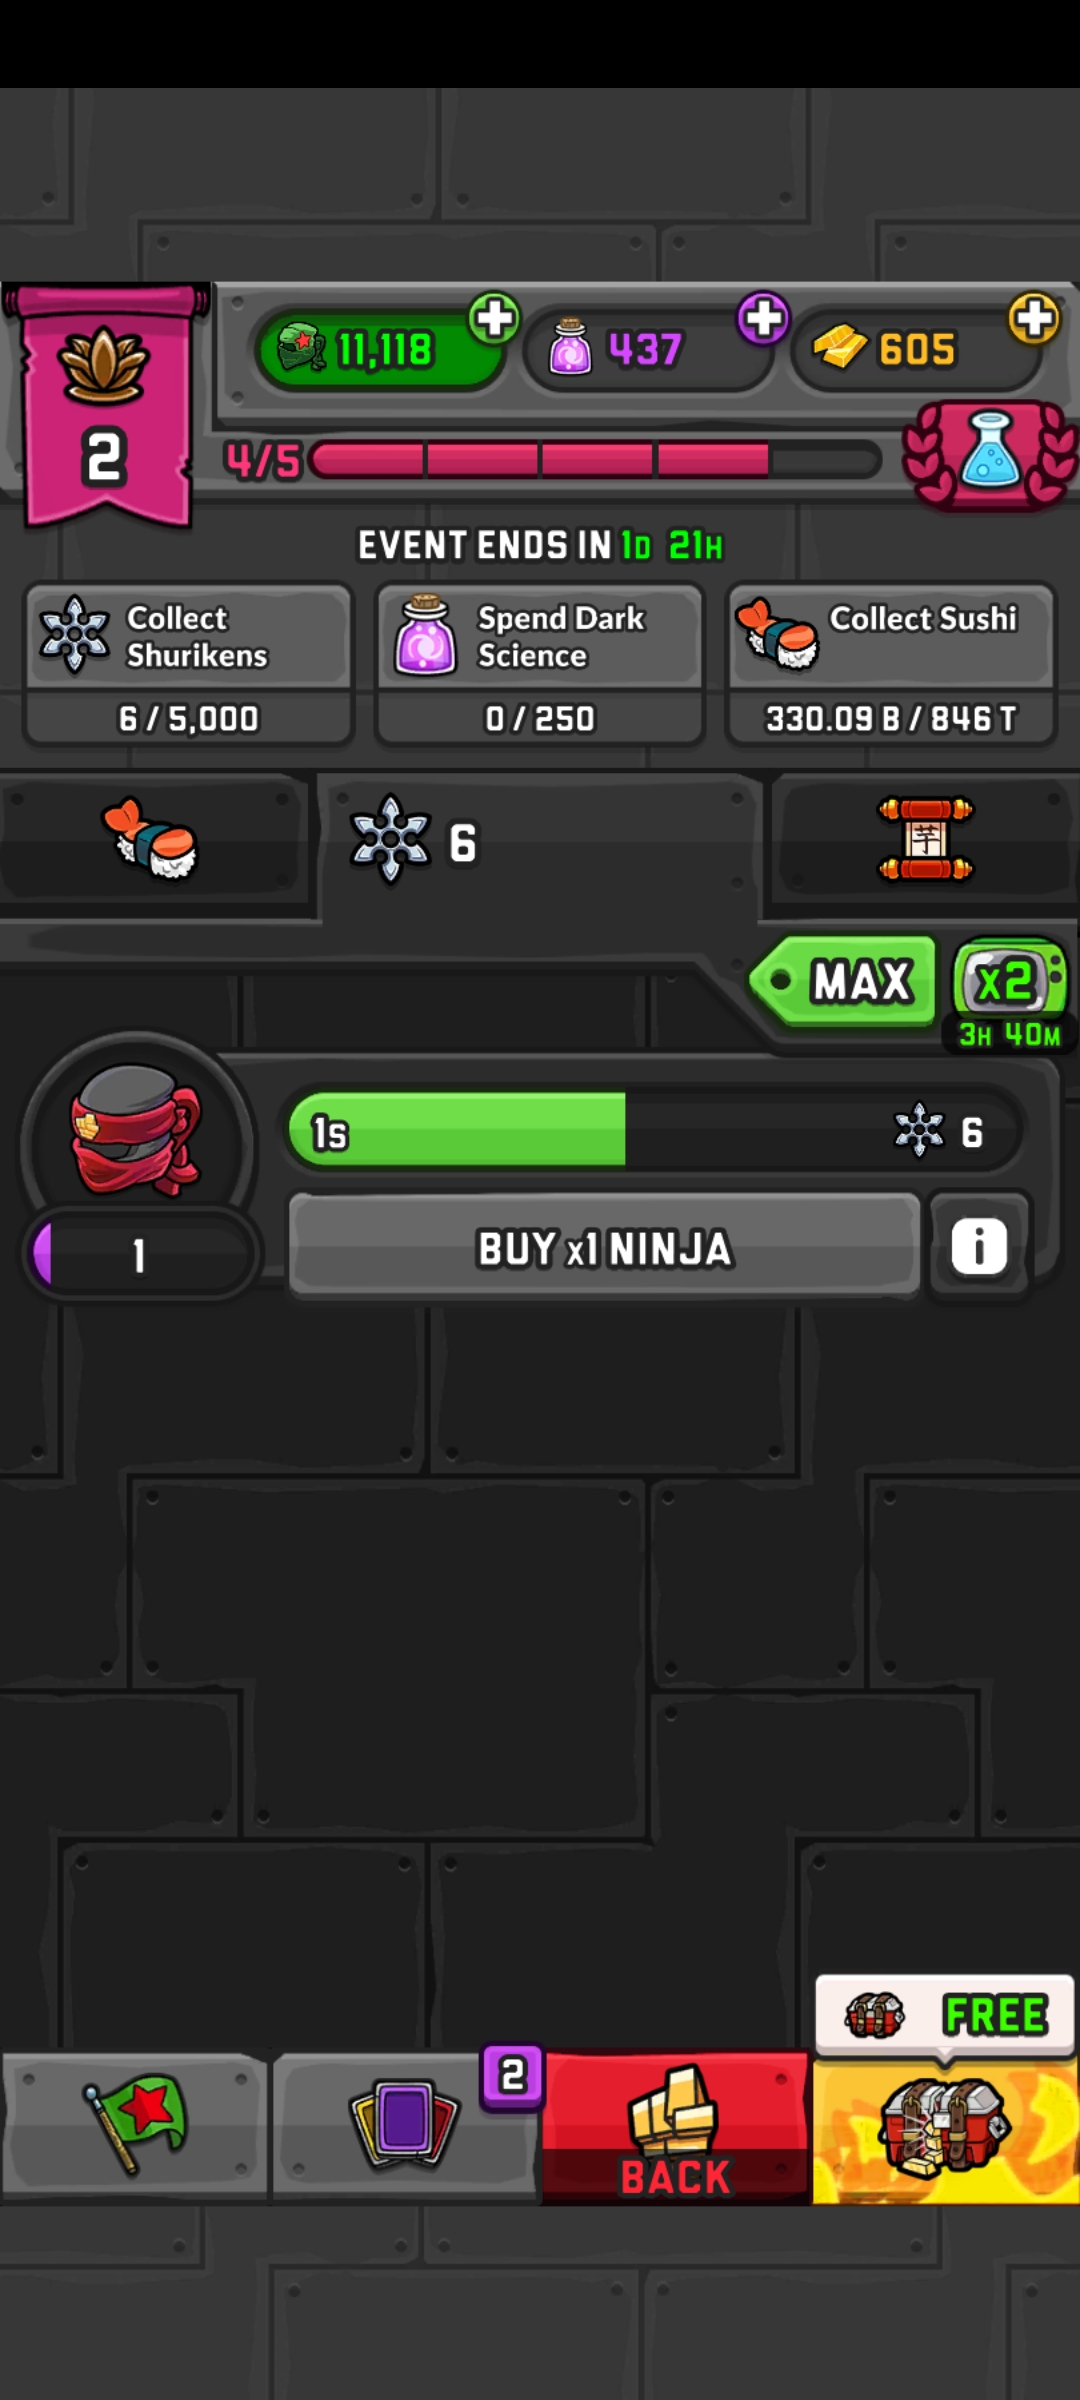 11,118
437
605
2
4/5
EVENT ENDS IN 1D 21H
Collect
Shurikens
6 / 5,000
Spend Dark
Science
0 / 250
Collect Sushi
330.09 B / 846 T
6
芋
MAX
x2
3H 40M
1s
6
1
BUY x1 NINJA
i
FREE
2
BACK